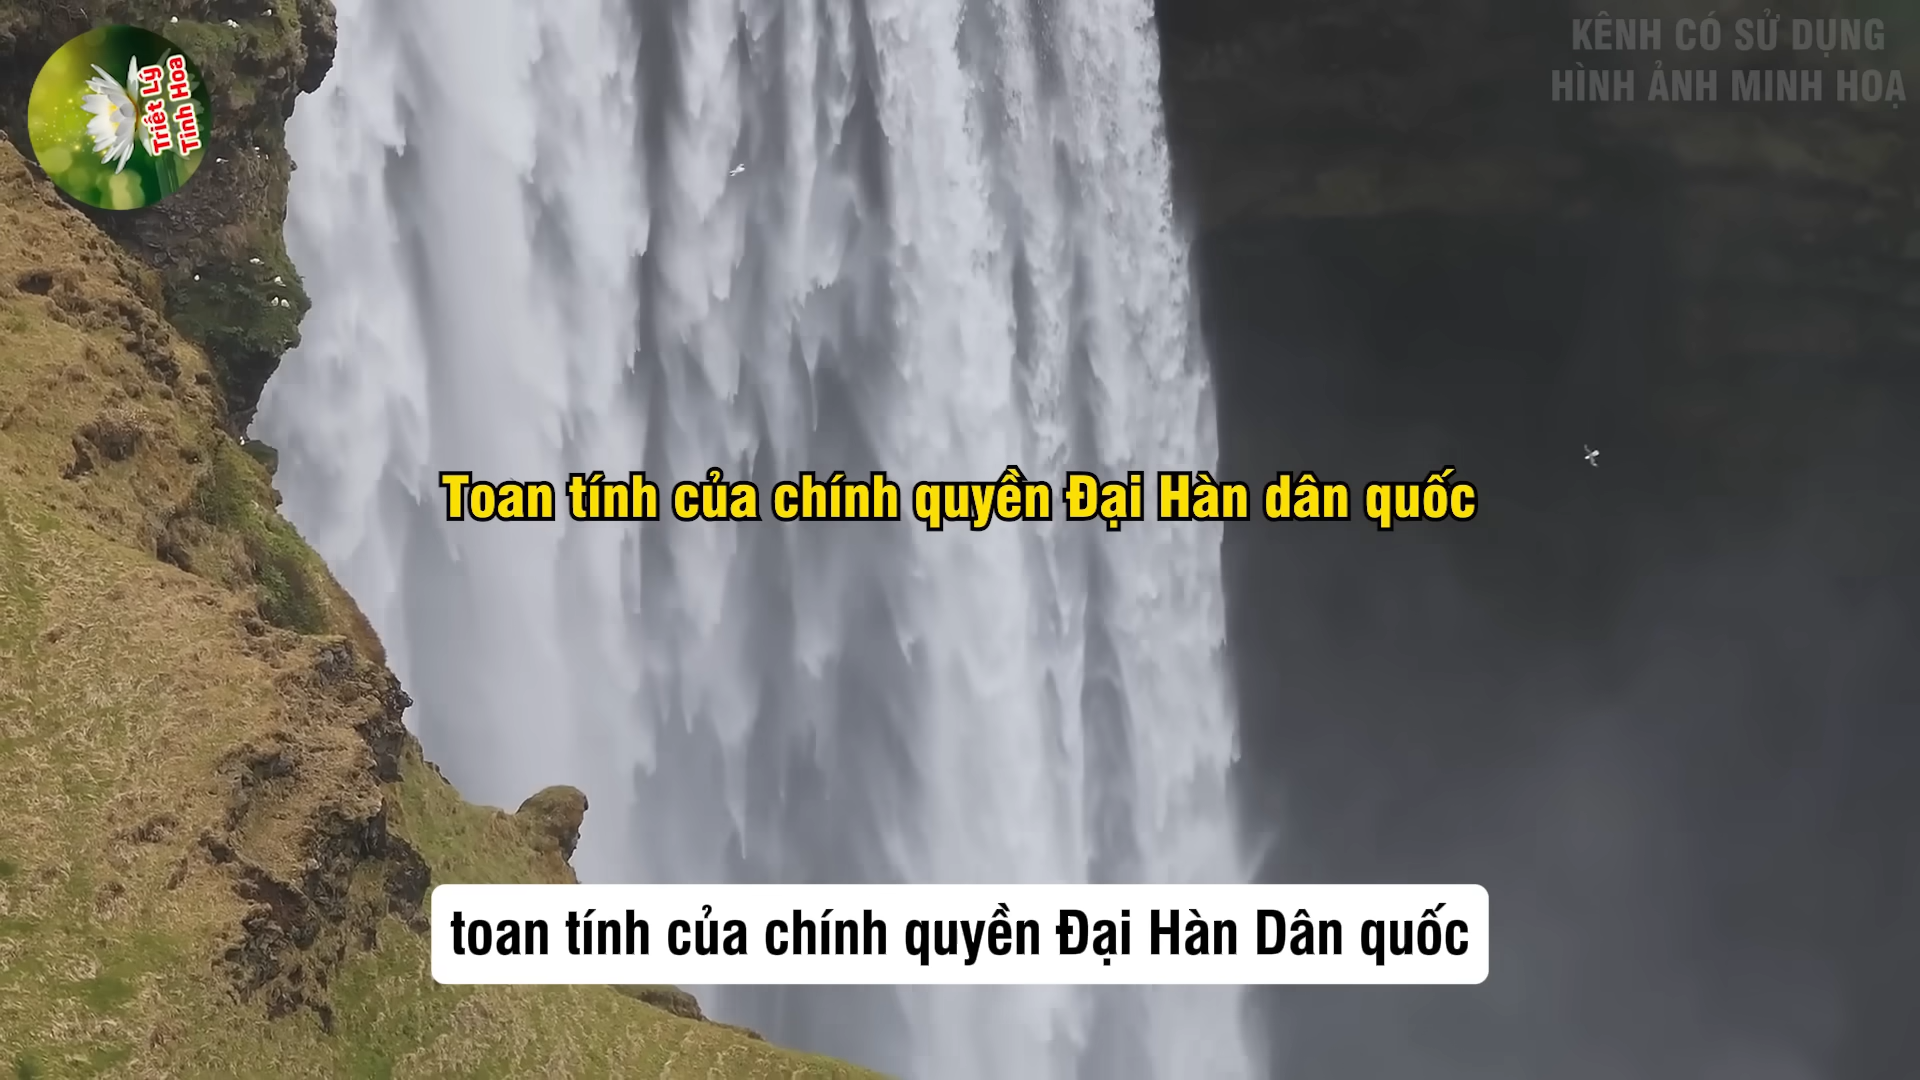 Triết Lý
Tinh Hoa
KÊNH CÓ SỬ DỤNG
HÌNH ẢNH MINH HOẠ
Toan tính của chính quyền Đại Hàn dân quốc
toan tính của chính quyền Đại Hàn Dân quốc